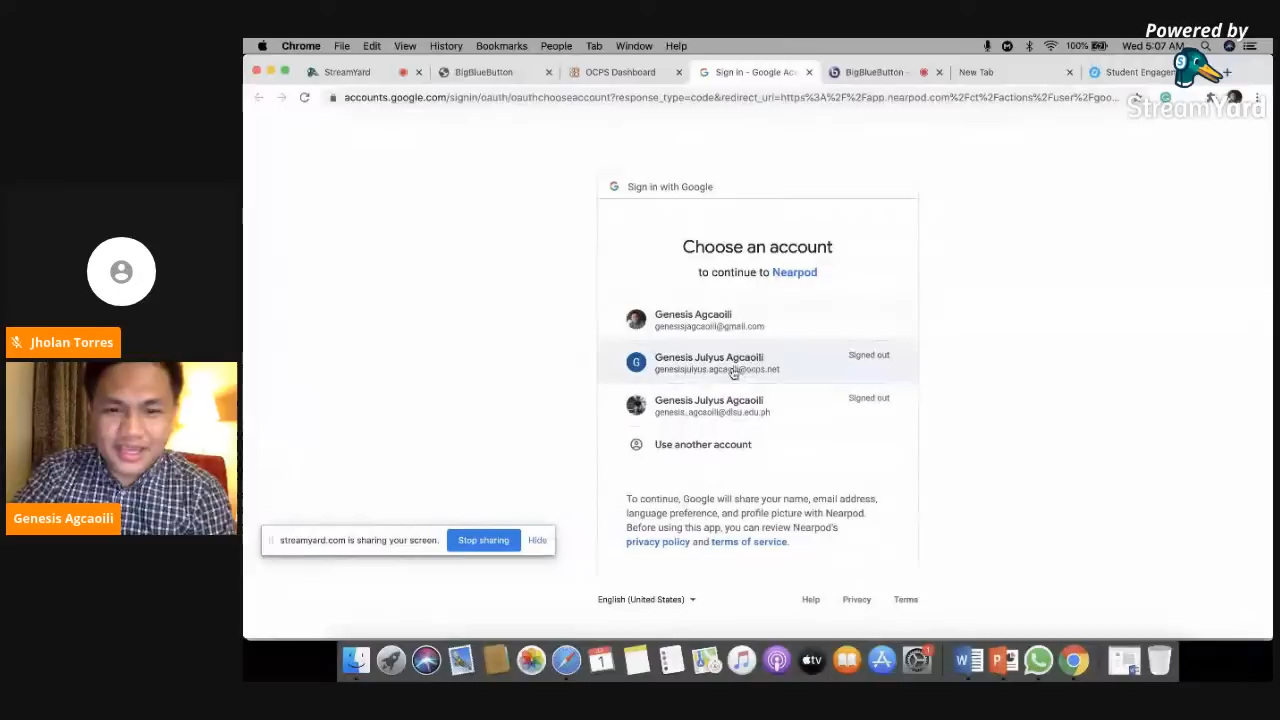 Powered by
StreamYard
Chrome File Edit View History Bookmarks People Tab Window Help
100% Wed 5:07 AM
StreamYard BigBlueButton OCPS Dashboard Sign in - Google Acc BigBlueButton - New Tab Student Engagem
accounts.google.com/signin/oauth/oauthchooseaccount?response_type=code&redirect_uri=https%3A%2F%2Fapp.nearpod.com%2Fct%2Factions%2Fuser%2Fgoo...
Sign in with Google
Choose an account
to continue to Nearpod
Genesis Agcaoili
genesisjagcaoili@gmail.com
Genesis Julyus Agcaoili Signed out
G
Genesis Julyus Agcaoili Signed out
genesis_agcaoili@dlsu.edu.ph
Use another account
To continue, Google will share your name, email address,
language preference, and profile picture with Nearpod.
Before using this app, you can review Nearpod's
privacy policy and terms of service.
English (United States) Help Privacy Terms
streamyard.com is sharing your screen. Stop sharing Hide
Jholan Torres
Genesis Agcaoili
1
tv
1